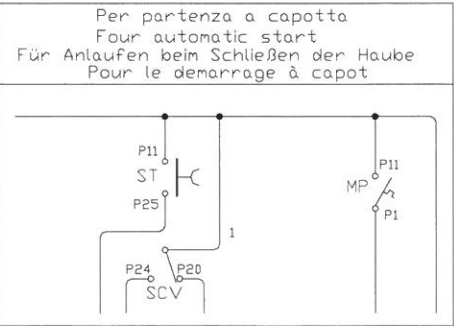 Per partenza a capotta
Four automatic start
Für Anlaufen beim Schließen der Haube
Pour le demarrage à capot
P11
ST
P25
P11
MP
P1
1
P24 P20
SCV